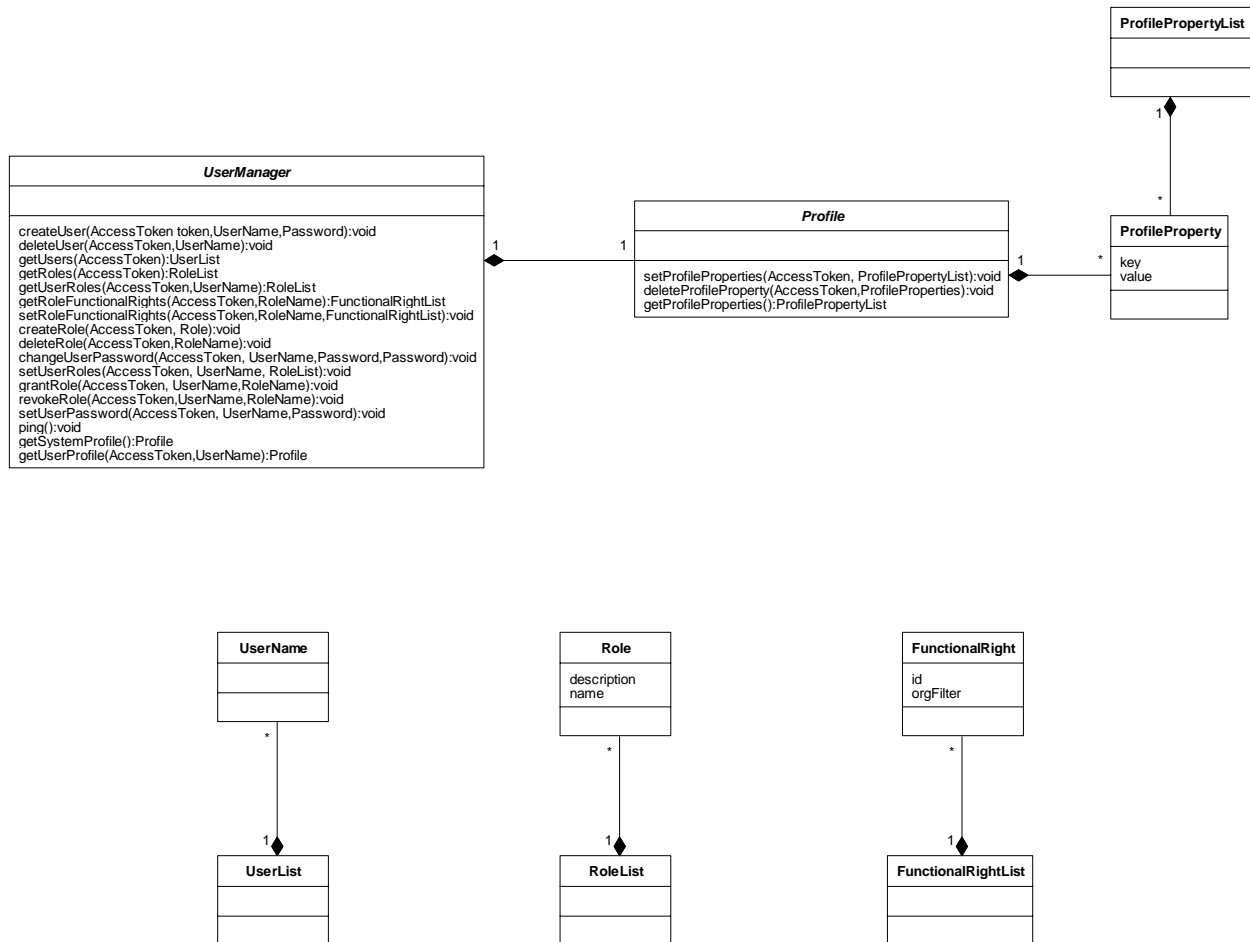 ProfilePropertyList
1
*
UserManager
createUser(AccessToken token,UserName,Password):void
deleteUser(AccessToken,UserName):void
getUsers(AccessToken):UserList
getRoles(AccessToken):RoleList
getUserRoles(AccessToken,UserName):RoleList
getRoleFunctionalRights(AccessToken,RoleName):FunctionalRightList
setRoleFunctionalRights(AccessToken,RoleName,FunctionalRightList):void
createRole(AccessToken, Role):void
deleteRole(AccessToken,RoleName):void
changeUserPassword(AccessToken, UserName,Password,Password):void
setUserRoles(AccessToken, UserName, RoleList):void
grantRole(AccessToken, UserName,RoleName):void
revokeRole(AccessToken,UserName,RoleName):void
setUserPassword(AccessToken, UserName,Password):void
ping():void
getSystemProfile():Profile
getUserProfile(AccessToken,UserName):Profile
1
1
Profile
setProfileProperties(AccessToken, ProfilePropertyList):void
deleteProfileProperty(AccessToken,ProfileProperties):void
getProfileProperties():ProfilePropertyList
1
*
ProfileProperty
key
value
UserName
*
1
UserList
Role
description
name
*
1
RoleList
FunctionalRight
id
orgFilter
*
1
FunctionalRightList